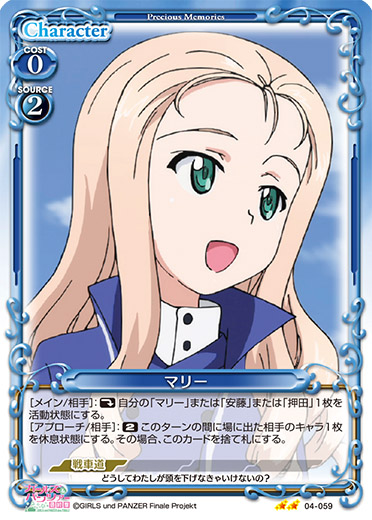 Precious Memories
Character
COST
0
SOURCE
2
マリー
[メイン/相手]: 自分の「マリー」または「安藤」または「押田」1枚を
活動状態にする。
[アプローチ/相手]: 2 このターンの間に場に出た相手のキャラ1枚
を休息状態にする。その場合、このカードを捨て札にする。
戦車道
どうしてわたしが頭を下げなきゃいけないの?
©GIRLS und PANZER Finale Projekt
04-059